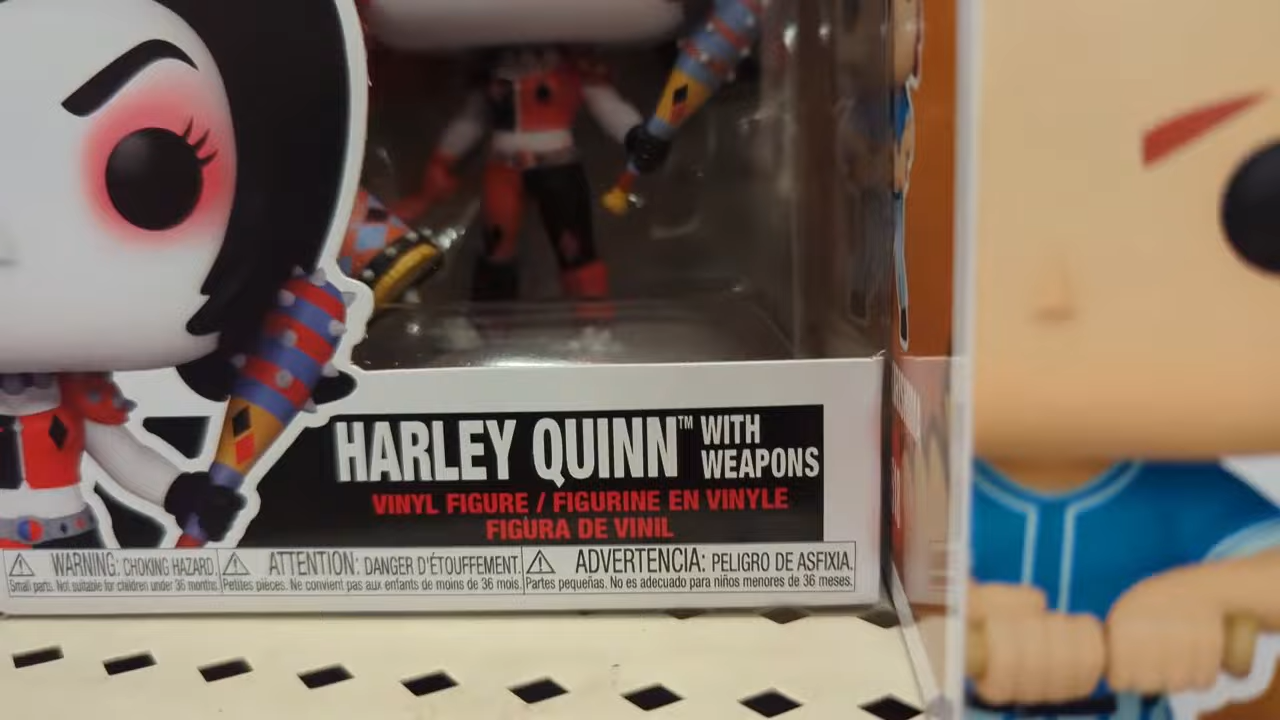 HARLEY QUINN™ WITH WEAPONS
VINYL FIGURE / FIGURINE EN VINYLE
FIGURA DE VINIL
WARNING: CHOKING HAZARD.
Small parts. Not suitable for children under 36 months.
ATTENTION: DANGER D'ÉTOUFFEMENT.
Petites pièces. Ne convient pas aux enfants de moins de 36 mois.
ADVERTENCIA: PELIGRO DE ASFIXIA.
Partes pequeñas. No es adecuado para niños menores de 36 meses.